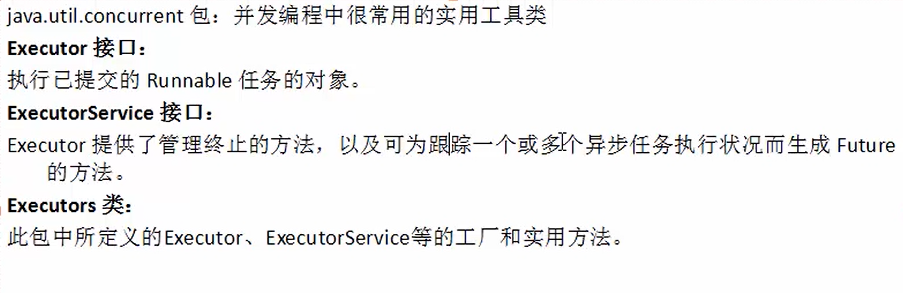 java.util.concurrent 包：并发编程中很常用的实用工具类
Executor 接口：
执行已提交的 Runnable 任务的对象。
ExecutorService 接口：
Executor 提供了管理终止的方法，以及可为跟踪一个或多个异步任务执行状况而生成 Future
的方法。
Executors 类：
此包中所定义的Executor、ExecutorService等的工厂和实用方法。